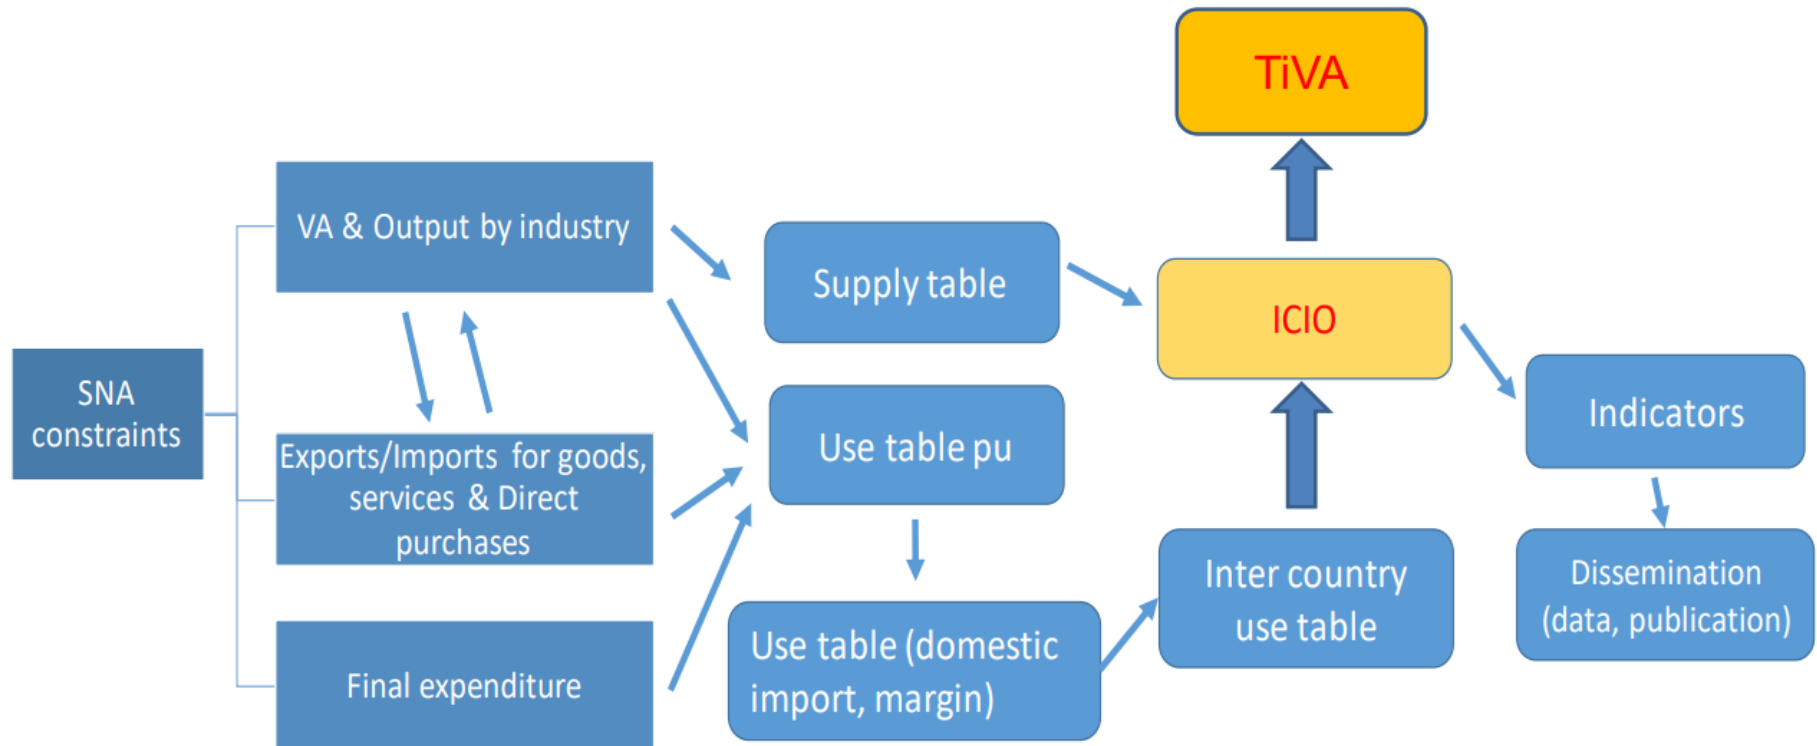 TiVA
VA & Output by industry
Supply table
ICIO
SNA
constraints
Exports/Imports for goods,
services & Direct
purchases
Use table pu
Indicators
Final expenditure
Use table (domestic
import, margin)
Inter country
use table
Dissemination
(data, publication)